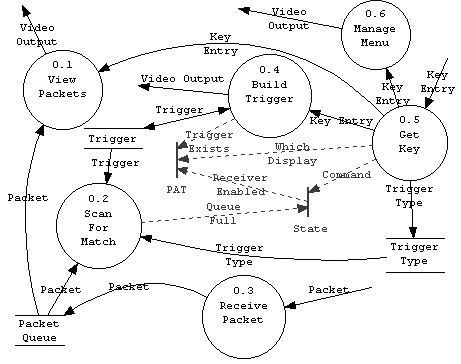 Video
Output
Video
Output
0.6
Manage
Menu
Key
Entry
0.1
View
Packets
0.4
Build
Trigger
Video Output
Key
Entry
Key
Entry
Trigger
Key Entry
0.5
Get
Key
Trigger
Trigger
Exists
Which
Display
Trigger
PAT
Receiver
Enabled
Command
Packet
0.2
Scan
For
Match
Queue
Full
State
Trigger
Type
Trigger
Type
Trigger
Type
Packet
Packet
0.3
Receive
Packet
Packet
Packet
Queue